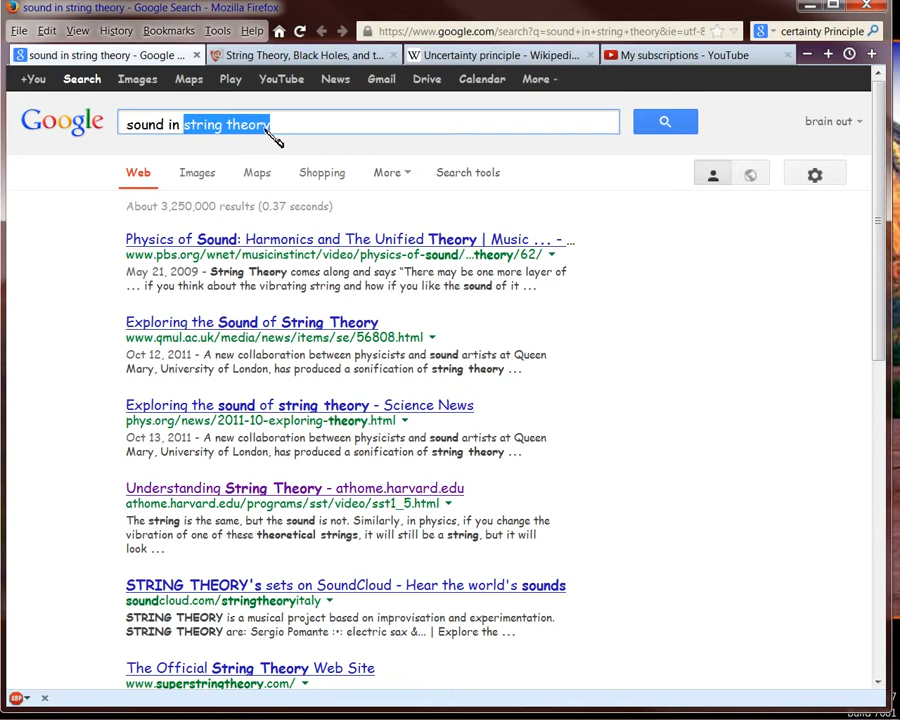 sound in string theory - Google Search - Mozilla Firefox
File Edit View History Bookmarks Tools https://www.google.com/search?q=sound+in+string+theory&ie=utf-8 certainty Principle
sound in string theory - Google ... × String Theory, Black Holes, and t... × Uncertainty principle - Wikipedi... × My subscriptions - YouTube ×
+You Search Images Maps Play YouTube News Gmail Drive Calendar More
Google sound in string theory brain out
Web Images Maps Shopping More Search tools
About 3,250,000 results (0.37 seconds)
Physics of Sound: Harmonics and The Unified Theory | Music ... - ...
www.pbs.org/wnet/musicinstinct/video/physics-of-sound/...theory/62/
May 21, 2009 - String Theory comes along and says “There may be one more layer of
... if you think about the vibrating string and how if you like the sound of it ...
Exploring the Sound of String Theory
www.qmul.ac.uk/media/news/items/se/56808.html
Oct 12, 2011 - A new collaboration between physicists and sound artists at Queen
Mary, University of London, has produced a sonification of string theory ...
Exploring the sound of string theory - Science News
phys.org/news/2011-10-exploring-theory.html
Oct 13, 2011 - A new collaboration between physicists and sound artists at Queen
Mary, University of London, has produced a sonification of string theory ...
Understanding String Theory - athome.harvard.edu
athome.harvard.edu/programs/sst/video/sst1_5.html
The string is the same, but the sound is not. Similarly, in physics, if you change the
vibration of one of these theoretical strings, it will still be a string, but it will
look ...
STRING THEORY's sets on SoundCloud - Hear the world's sounds
soundcloud.com/stringtheoryitaly
STRING THEORY is a musical project based on improvisation and experimentation.
STRING THEORY are: Sergio Pomante :·: electric sax &... | Explore the ...
The Official String Theory Web Site
www.superstringtheory.com/
ABP ×